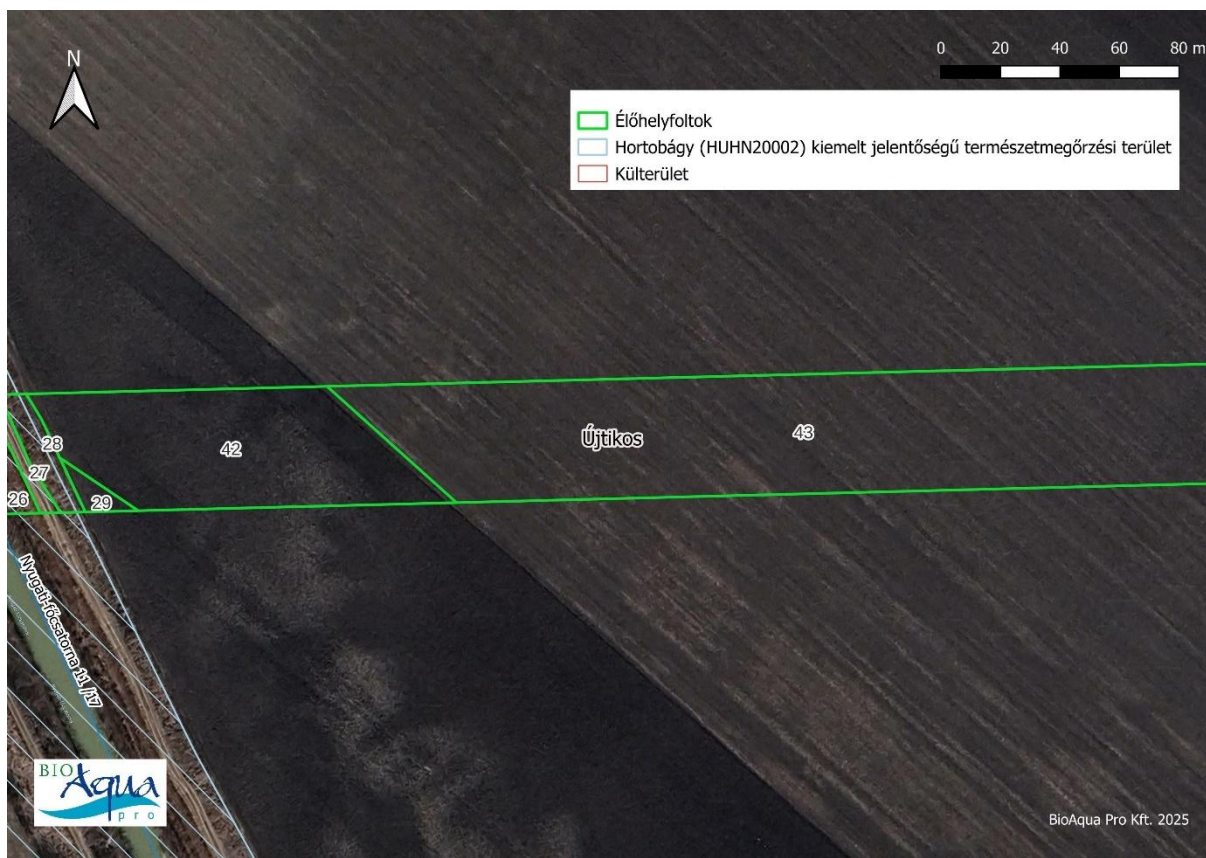 N
0 20 40 60 80 m
Élőhelyfoltok
Hortobágy (HUHN20002) kiemelt jelentőségű természetmegőrzési terület
Külterület
28
42
Újtikos
43
27
26
29
Nyugati-főcsatorna 11/17
BIO
Aqua
pro
BioAqua Pro Kft. 2025